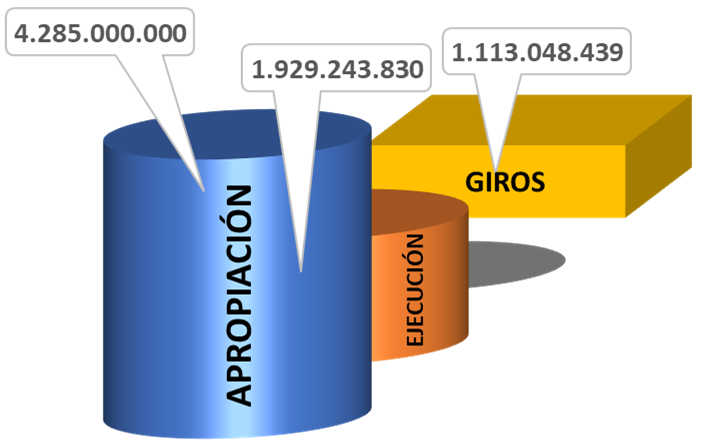 4.285.000.000
1.929.243.830
1.113.048.439
GIROS
APROPIACIÓN
EJECUCIÓN